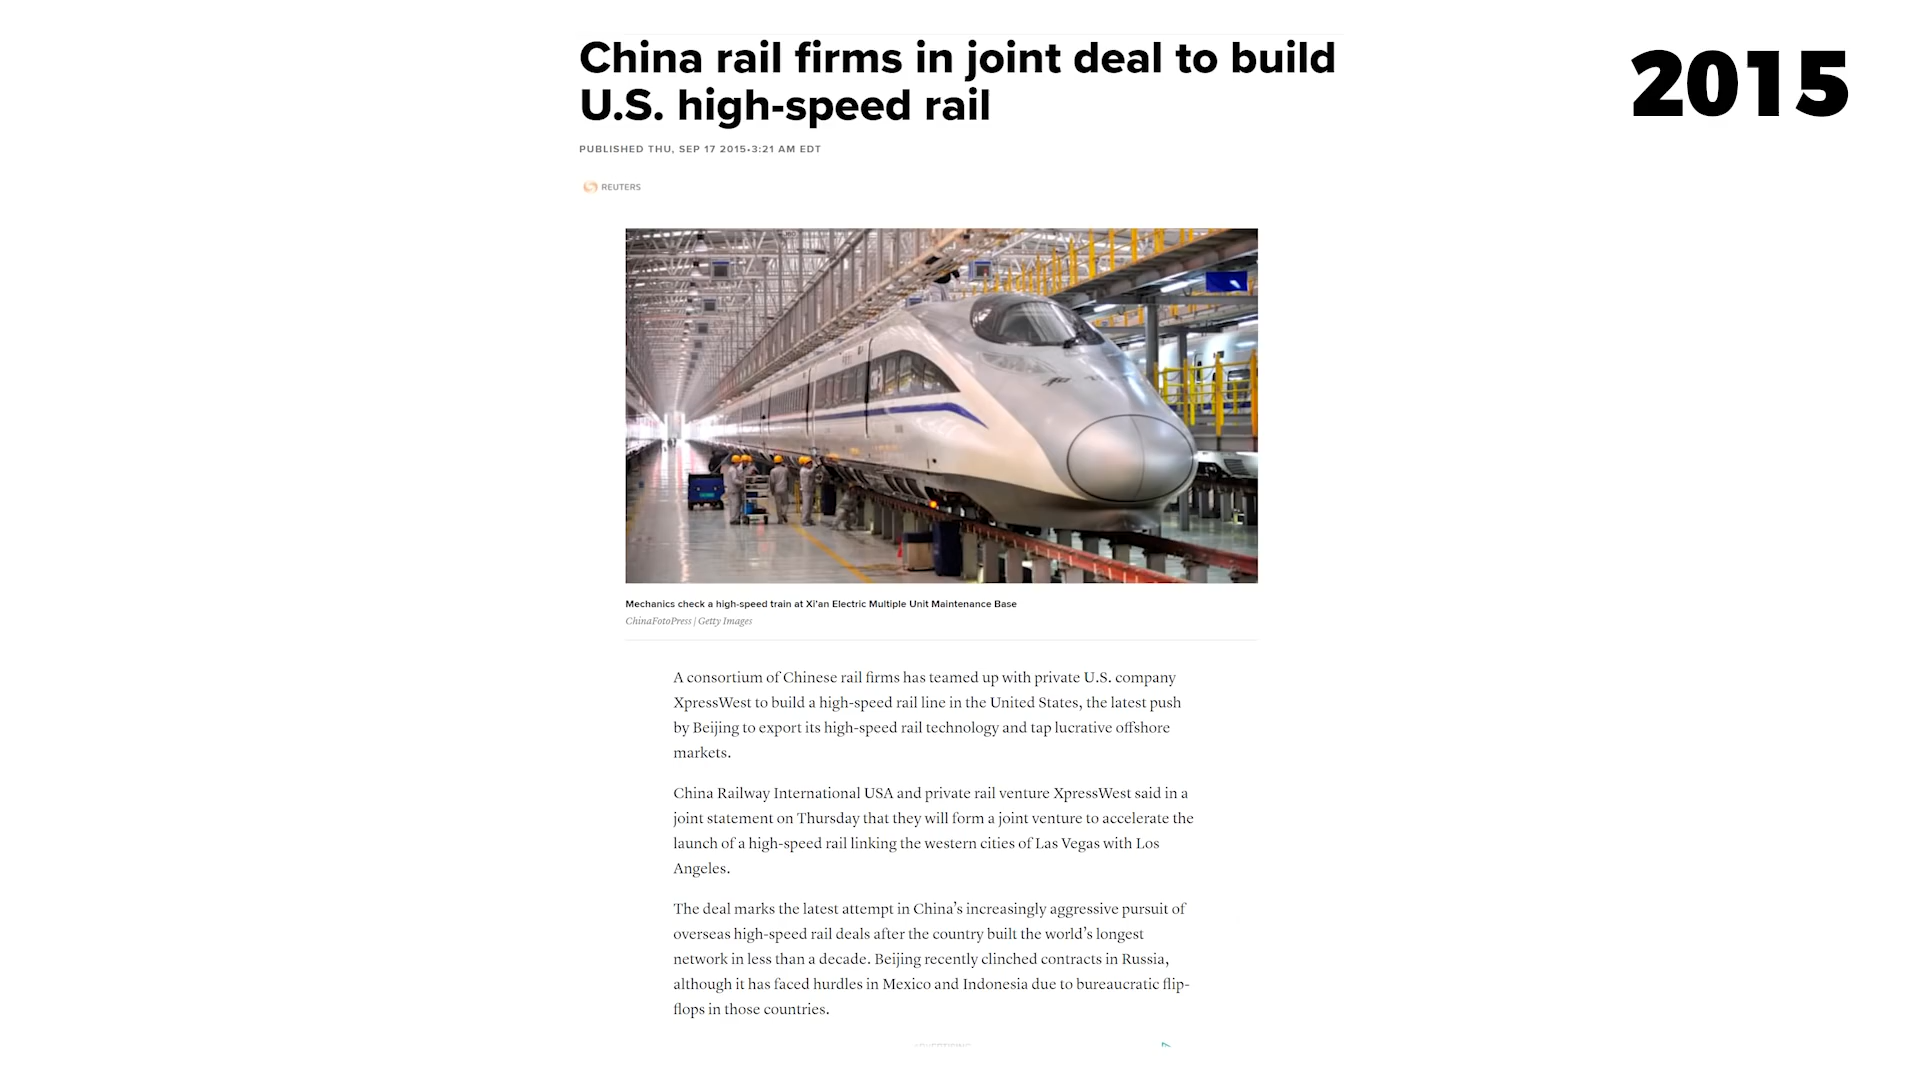 China rail firms in joint deal to build
U.S. high-speed rail
2015
PUBLISHED THU, SEP 17 2015•3:21 AM EDT
REUTERS
Mechanics check a high-speed train at Xi'an Electric Multiple Unit Maintenance Base
ChinaFotoPress | Getty Images
A consortium of Chinese rail firms has teamed up with private U.S. company
XpressWest to build a high-speed rail line in the United States, the latest push
by Beijing to export its high-speed rail technology and tap lucrative offshore
markets.
China Railway International USA and private rail venture XpressWest said in a
joint statement on Thursday that they will form a joint venture to accelerate the
launch of a high-speed rail linking the western cities of Las Vegas with Los
Angeles.
The deal marks the latest attempt in China’s increasingly aggressive pursuit of
overseas high-speed rail deals after the country built the world’s longest
network in less than a decade. Beijing recently clinched contracts in Russia,
although it has faced hurdles in Mexico and Indonesia due to bureaucratic flip-
flops in those countries.